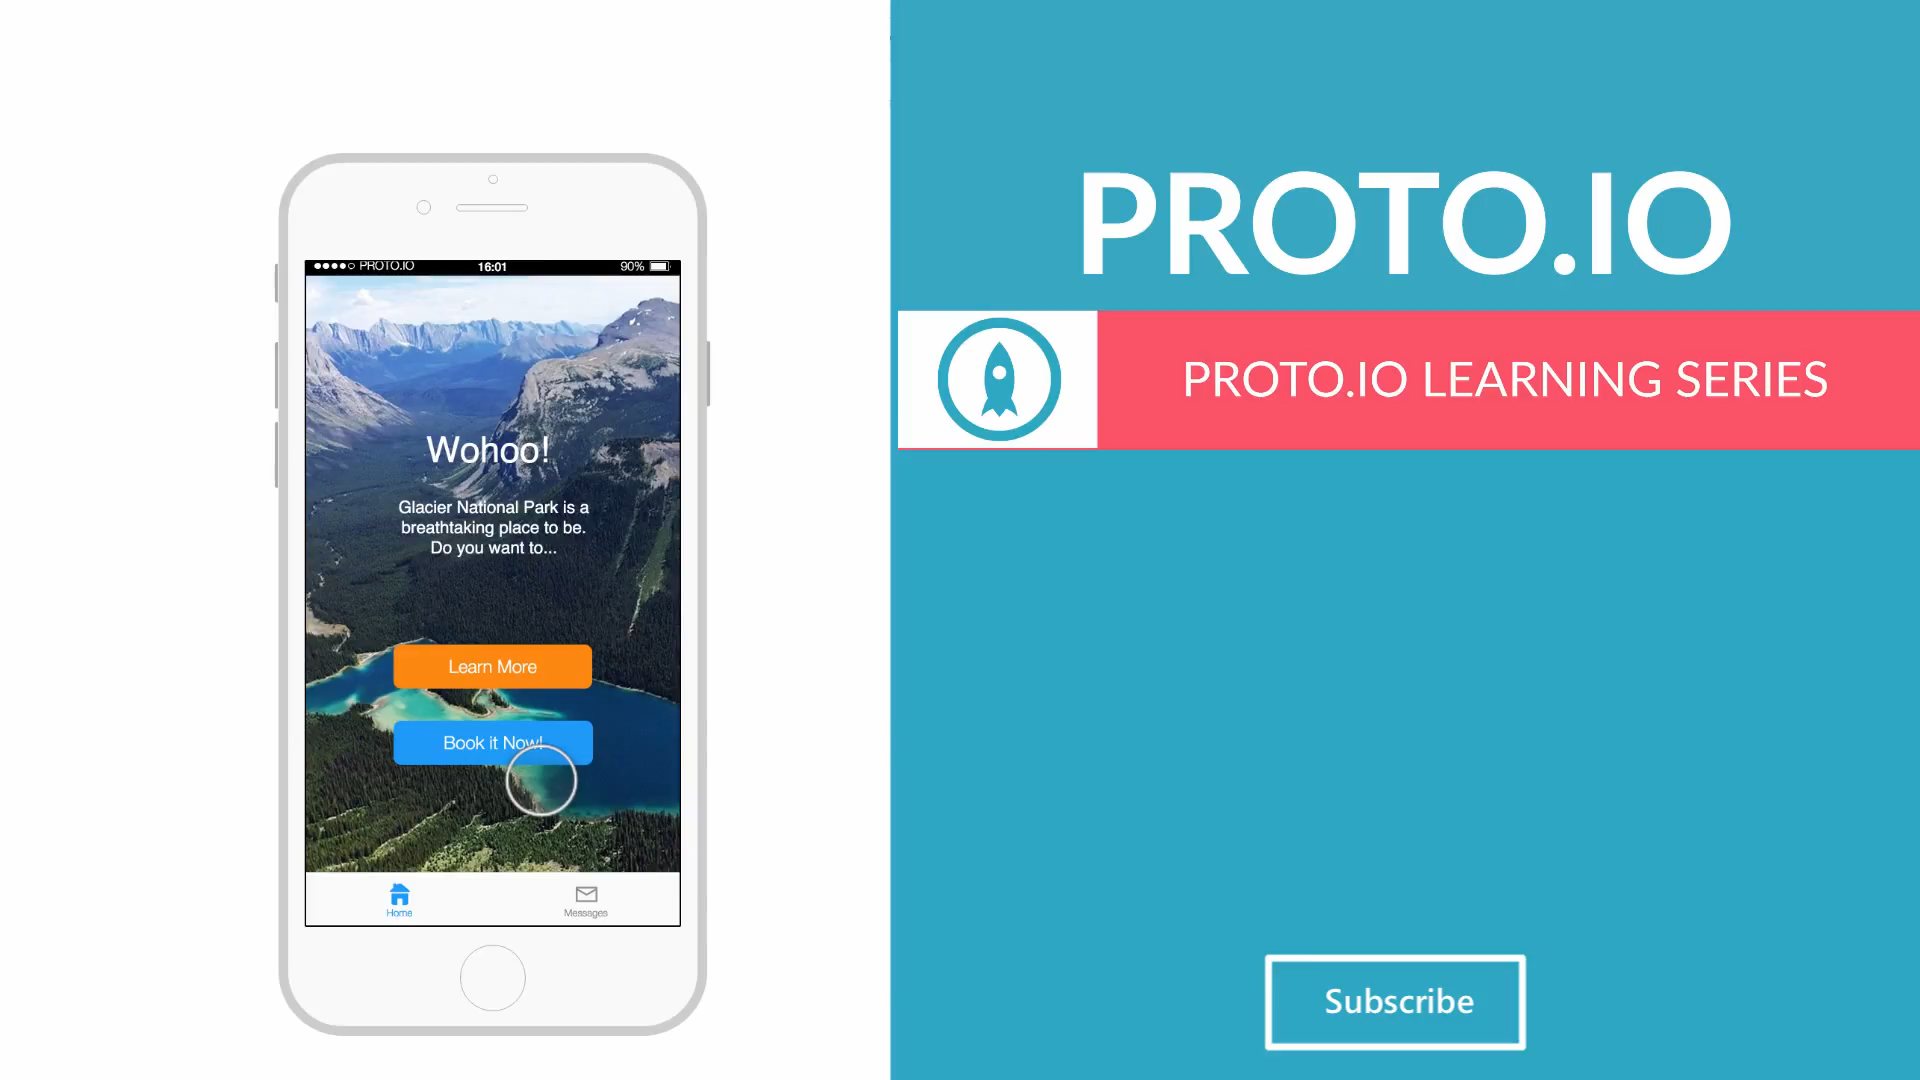 PROTO.IO
16:01
90%
Wohoo!
Glacier National Park is a
breathtaking place to be.
Do you want to...
Learn More
Book it Now!
Home
Messages
PROTO.IO
PROTO.IO LEARNING SERIES
Subscribe